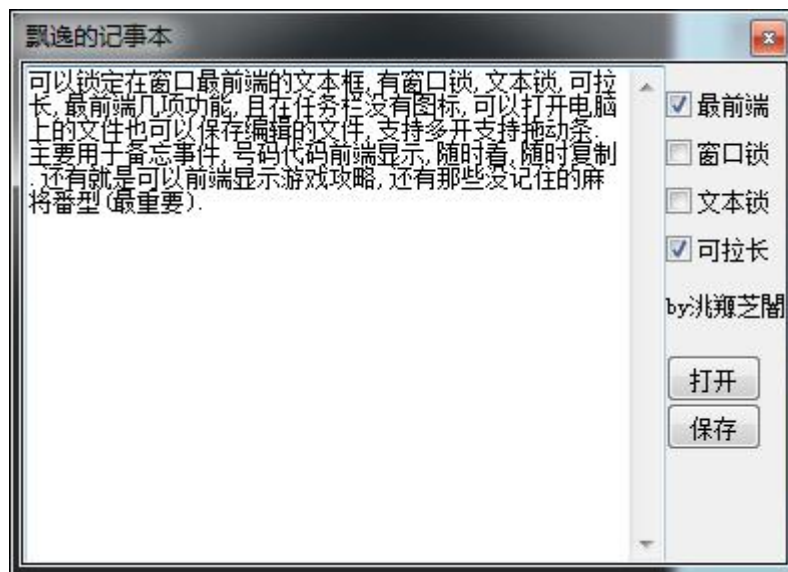 飘逸的记事本
可以锁定在窗口最前端的文本框,有窗口锁,文本锁,可拉
长,最前端几项功能,且在任务栏没有图标,可以打开电脑
上的文件也可以保存编辑的文件,支持多开支持拖动条.
主要用于备忘事件,号码代码前端显示,随时看、随时复制
.还有就是可以前端显示游戏攻略,还有那些没记住的麻
将番型(最重要).
最前端
窗口锁
文本锁
可拉长
by:洮羱芝閣
打开
保存